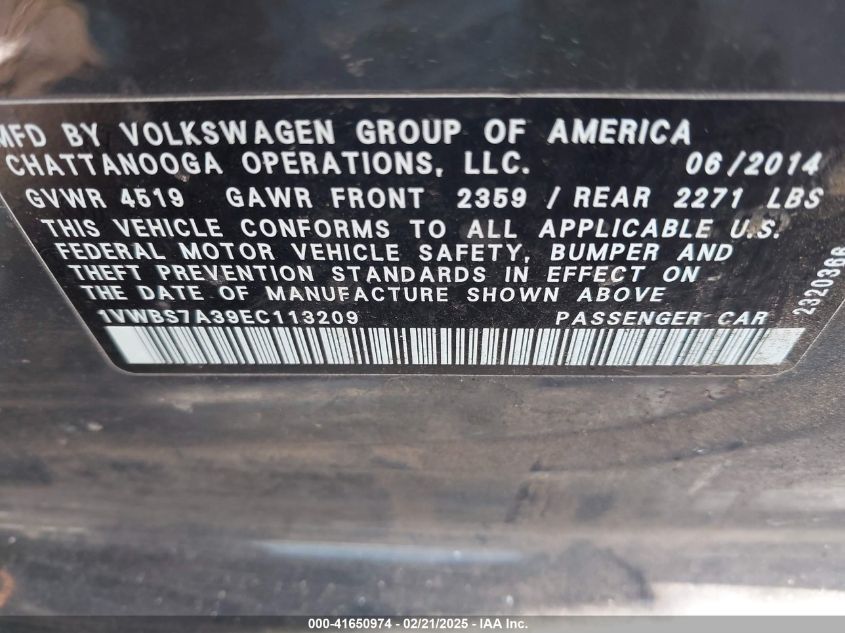 MFD BY VOLKSWAGEN GROUP OF AMERICA
CHATTANOOGA OPERATIONS, LLC. 06/2014
GVWR 4519 GAWR FRONT 2359 / REAR 2271 LBS
THIS VEHICLE CONFORMS TO ALL APPLICABLE U.S.
FEDERAL MOTOR VEHICLE SAFETY, BUMPER AND
THEFT PREVENTION STANDARDS IN EFFECT ON
THE DATE OF MANUFACTURE SHOWN ABOVE
1VWBS7A39EC113209 PASSENGER CAR
2320366
000-41650974 - 02/21/2025 - IAA Inc.